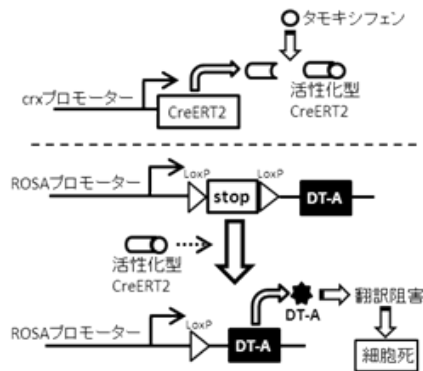 タモキシフェン
crxプロモーター
CreERT2
活性化型
CreERT2
ROSAプロモーター
LoxP
stop
LoxP
DT-A
活性化型
CreERT2
ROSAプロモーター
LoxP
DT-A
DT-A
翻訳阻害
細胞死